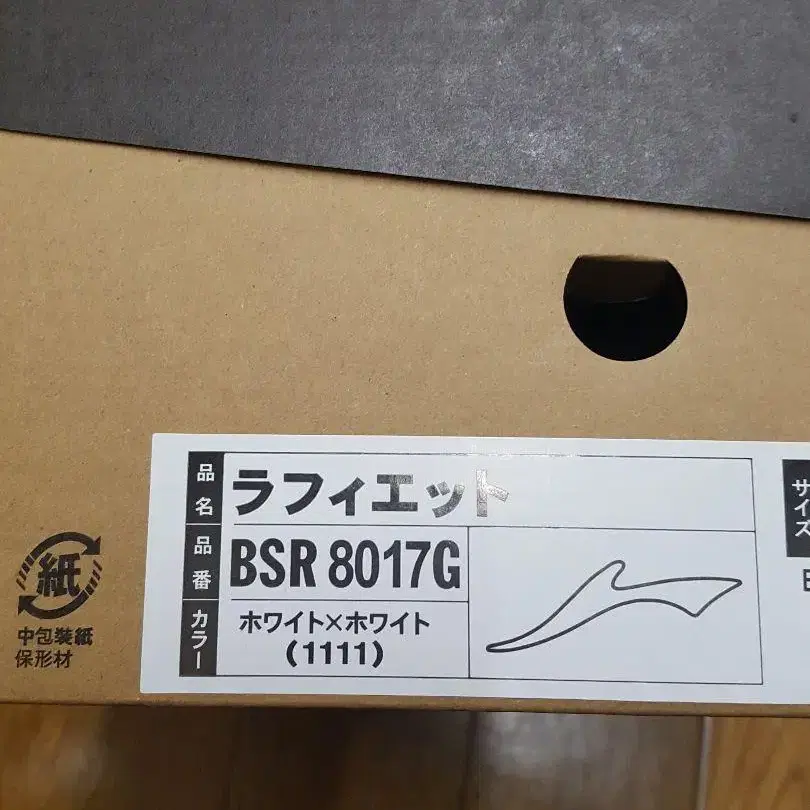 品名
ラフィエット
品番
BSR 8017G
カラー
ホワイト×ホワイト
(1111)
サイズ
紙
中包装紙
保形材